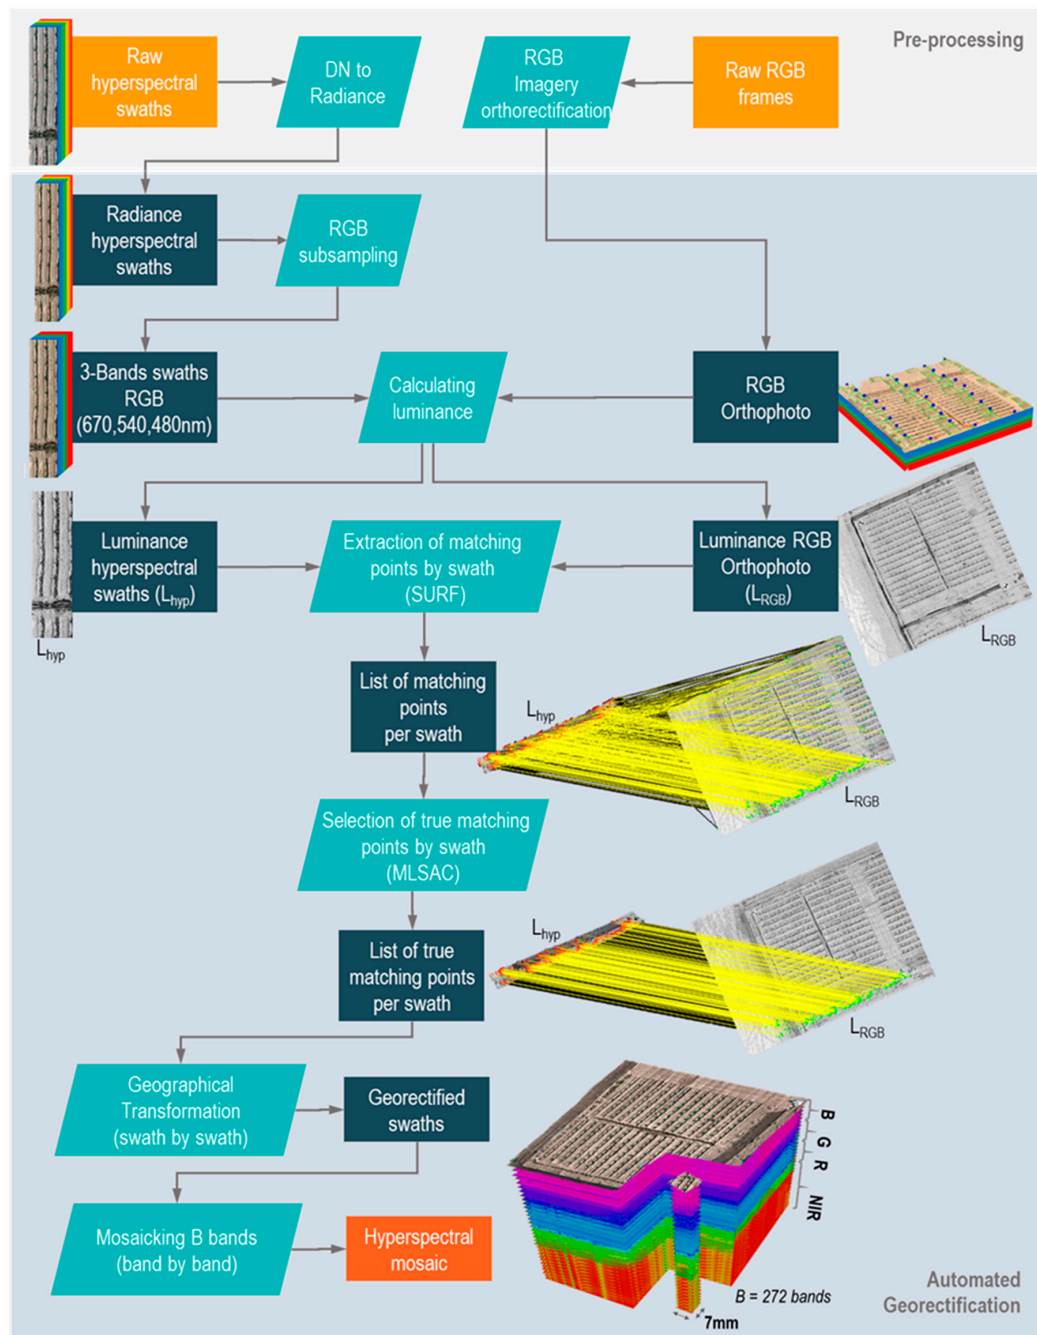 Pre-processing
Raw
hyperspectral
swaths
DN to
Radiance
RGB
Imagery
orthorectification
Raw RGB
frames
Radiance
hyperspectral
swaths
RGB
subsampling
3-Bands swaths
RGB
(670,540,480nm)
Calculating
luminance
RGB
Orthophoto
Luminance
hyperspectral
swaths (Lhyp)
Extraction of matching
points by swath
(SURF)
Luminance RGB
Orthophoto
(LRGB)
Lhyp
LRGB
List of matching
points
per swath
Lhyp
LRGB
Selection of true matching
points by swath
(MLSAC)
List of true
matching points
per swath
Lhyp
LRGB
Geographical
Transformation
(swath by swath)
Georectified
swaths
B
G
R
NIR
Mosaicking B bands
(band by band)
Hyperspectral
mosaic
B = 272 bands
7mm
Automated
Georectification